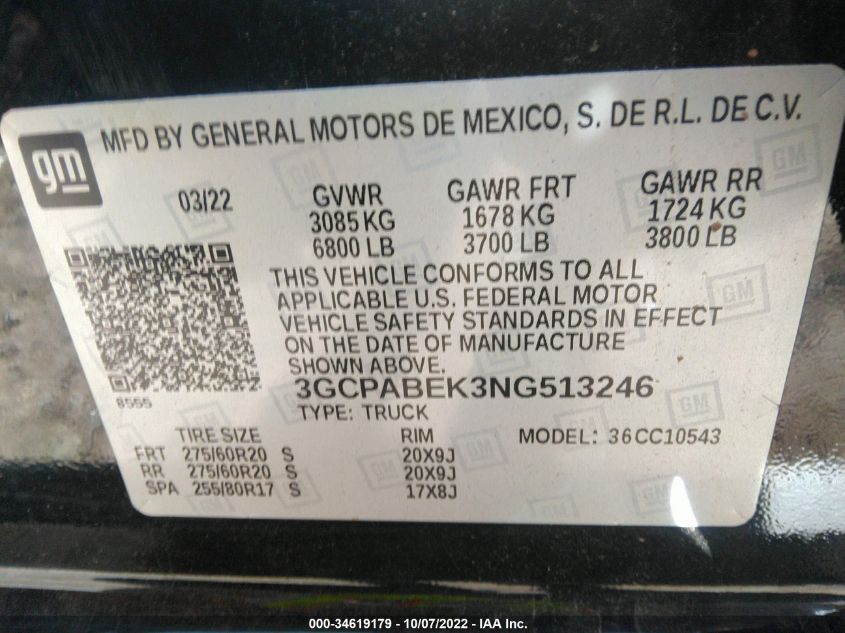 gm
MFD BY GENERAL MOTORS DE MEXICO, S. DE R.L. DE C.V.
03/22 GVWR GAWR FRT GAWR RR
3085 KG 1678 KG 1724 KG
6800 LB 3700 LB 3800 LB
THIS VEHICLE CONFORMS TO ALL
APPLICABLE U.S. FEDERAL MOTOR
VEHICLE SAFETY STANDARDS IN EFFECT
ON THE DATE OF MANUFACTURE
SHOWN ABOVE.
8555
3GCPABEK3NG513246
TYPE: TRUCK
TIRE SIZE RIM MODEL: 36CC10543
FRT 275/60R20 S 20X9J
RR 275/60R20 S 20X9J
SPA 255/80R17 S 17X8J
000-34619179 - 10/07/2022 - IAA Inc.